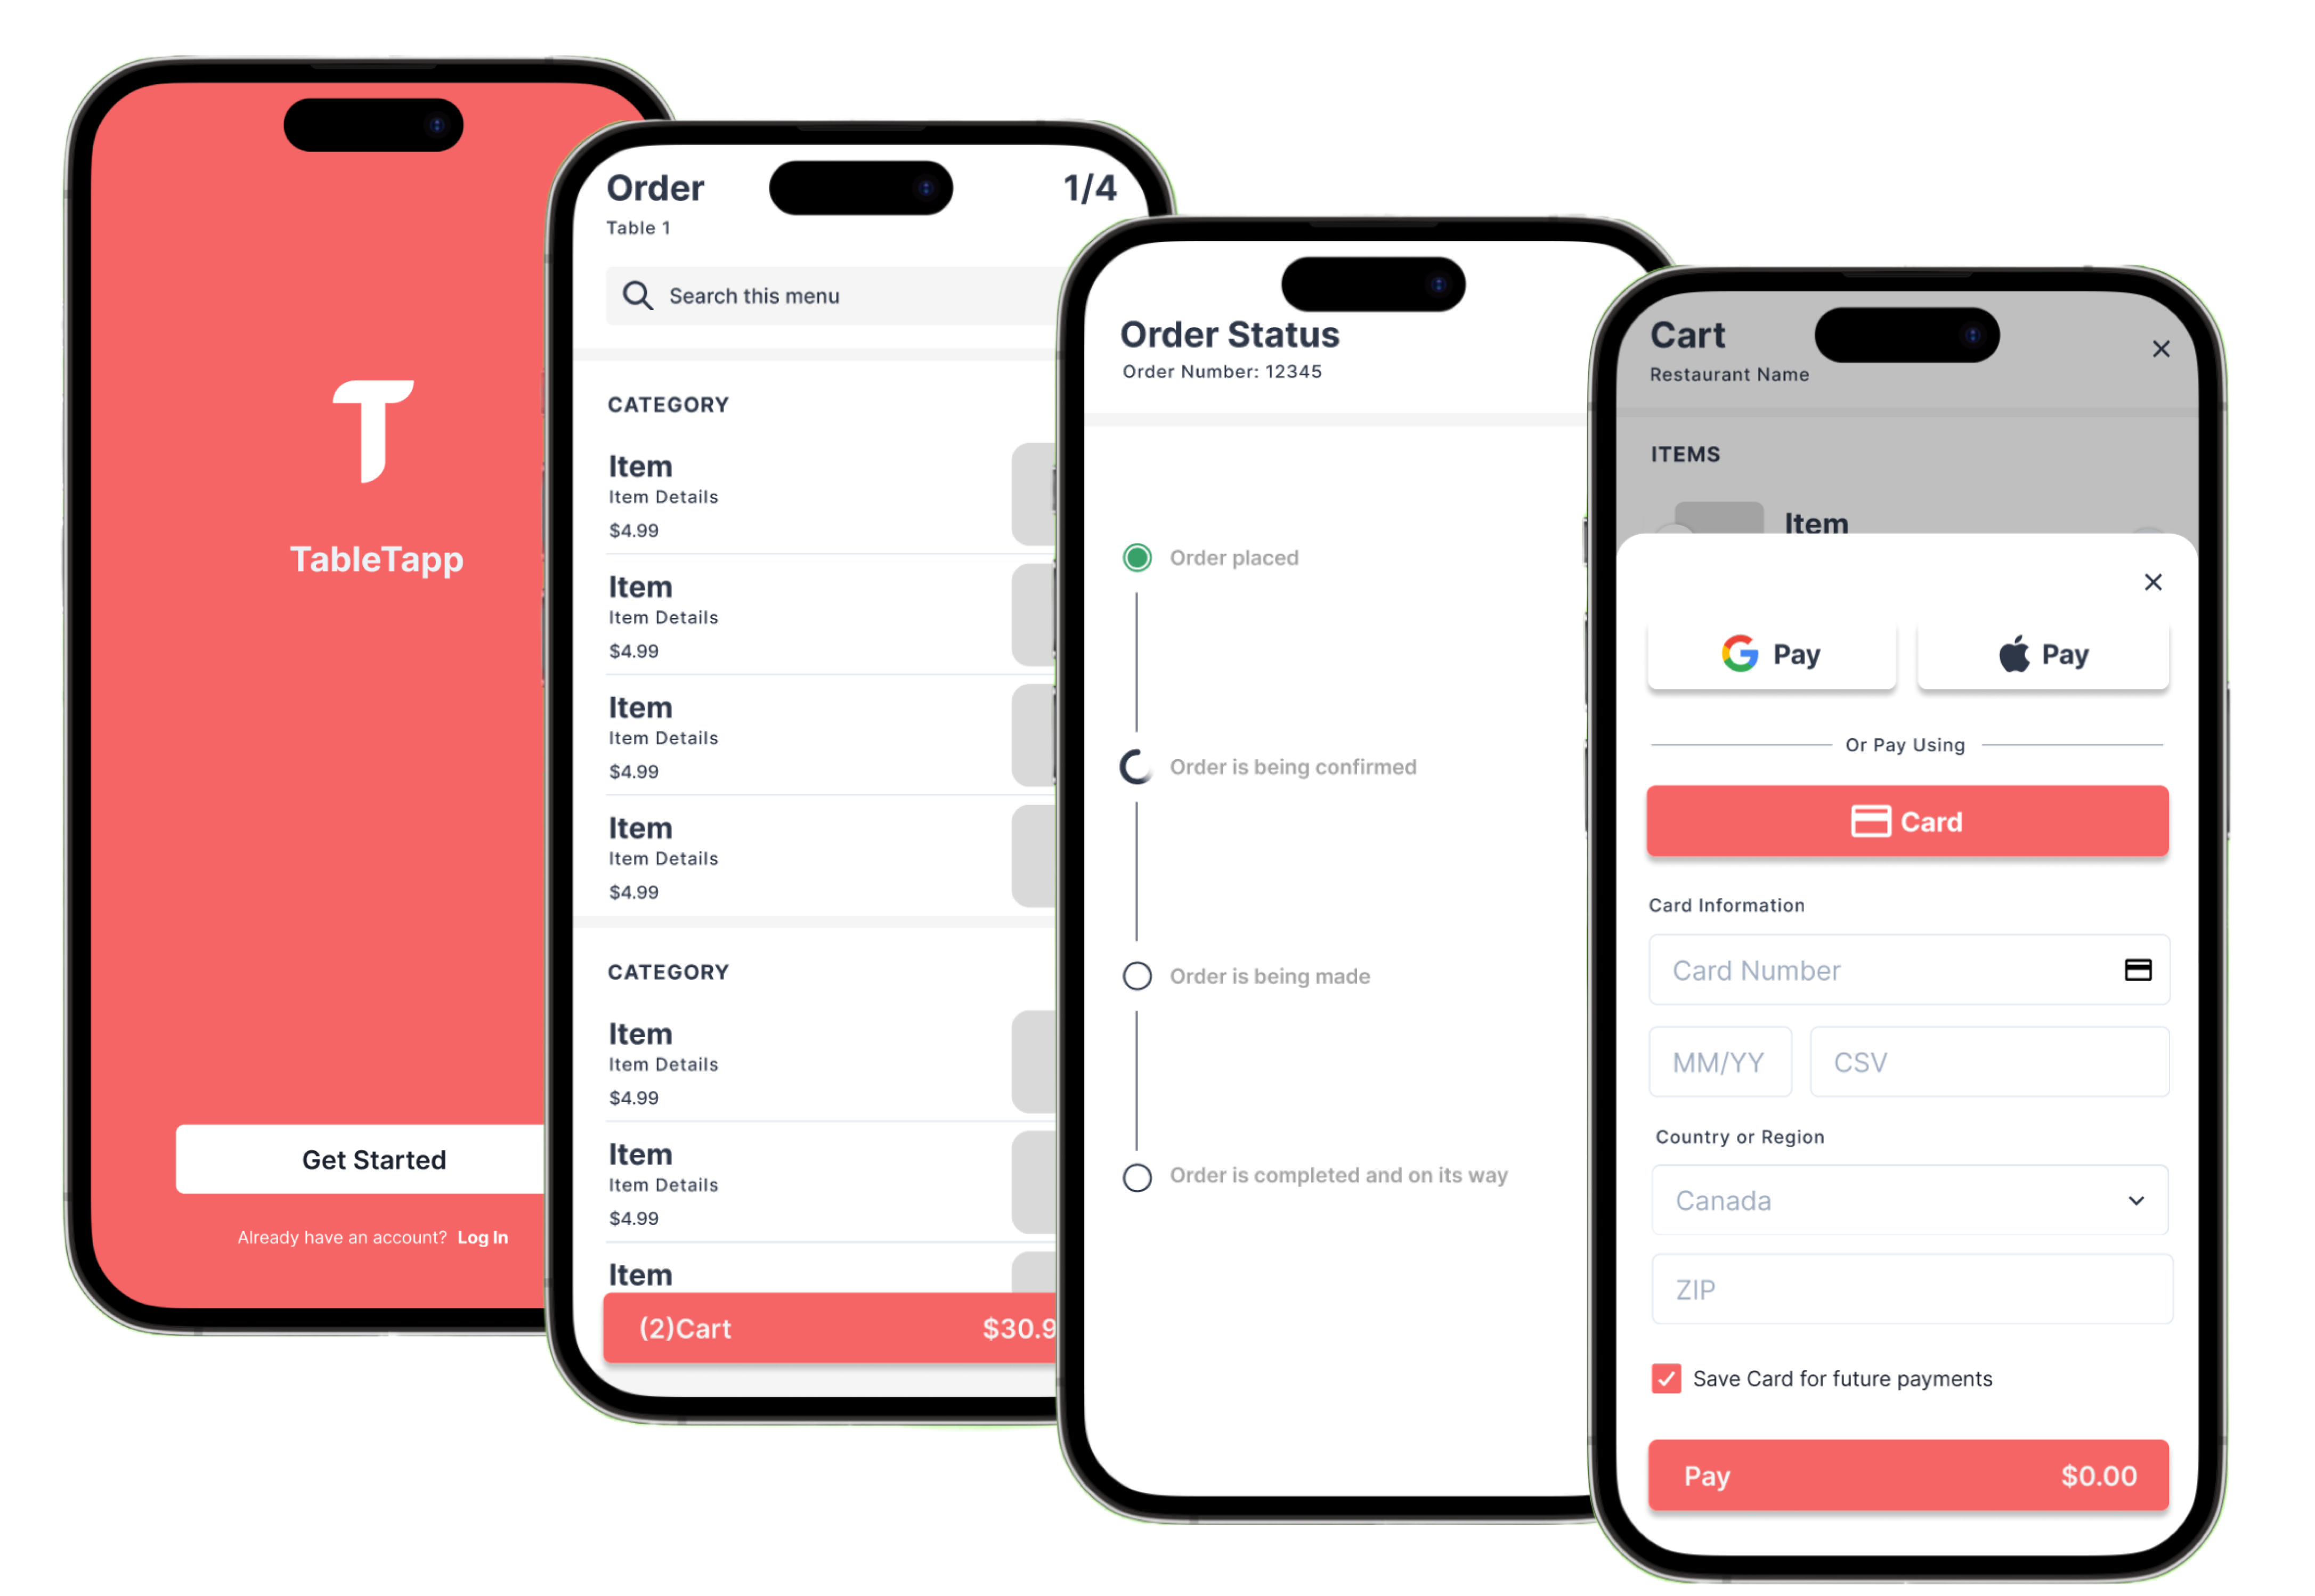 TableTapp
Get Started
Already have an account? Log In
Order
1/4
Table 1
Search this menu
CATEGORY
Item
Item Details
$4.99
Item
Item Details
$4.99
Item
Item Details
$4.99
Item
Item Details
$4.99
CATEGORY
Item
Item Details
$4.99
Item
Item Details
$4.99
Item
(2)Cart
$30.9
Order Status
Order Number: 12345
Order placed
Order is being confirmed
Order is being made
Order is completed and on its way
Cart
Restaurant Name
ITEMS
Item
G Pay
Pay
Or Pay Using
Card
Card Information
Card Number
MM/YY
CSV
Country or Region
Canada
ZIP
Save Card for future payments
Pay
$0.00